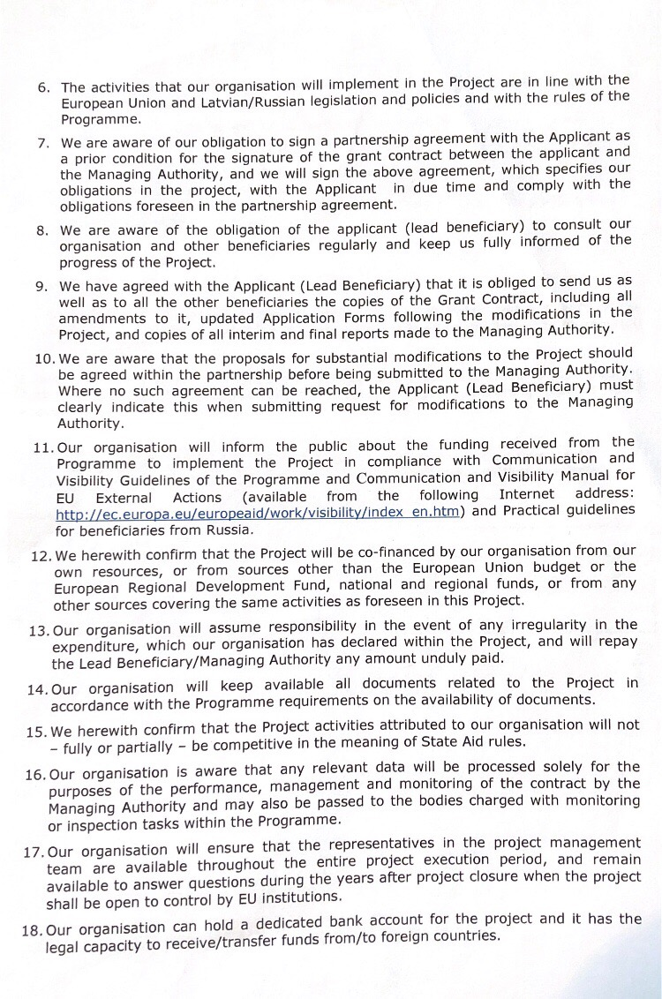 6. The activities that our organisation will implement in the Project are in line with the
European Union and Latvian/Russian legislation and policies and with the rules of the
Programme.
7. We are aware of our obligation to sign a partnership agreement with the Applicant as
a prior condition for the signature of the grant contract between the applicant and
the Managing Authority, and we will sign the above agreement, which specifies our
obligations in the project, with the Applicant in due time and comply with the
obligations foreseen in the partnership agreement.
8. We are aware of the obligation of the applicant (lead beneficiary) to consult our
organisation and other beneficiaries regularly and keep us fully informed of the
progress of the Project.
9. We have agreed with the Applicant (Lead Beneficiary) that it is obliged to send us as
well as to all the other beneficiaries the copies of the Grant Contract, including all
amendments to it, updated Application Forms following the modifications in the
Project, and copies of all interim and final reports made to the Managing Authority.
10. We are aware that the proposals for substantial modifications to the Project should
be agreed within the partnership before being submitted to the Managing Authority.
Where no such agreement can be reached, the Applicant (Lead Beneficiary) must
clearly indicate this when submitting request for modifications to the Managing
Authority.
11. Our organisation will inform the public about the funding received from the
Programme to implement the Project in compliance with Communication and
Visibility Guidelines of the Programme and Communication and Visibility Manual for
EU External Actions (available from the following Internet address:
http://ec.europa.eu/europeaid/work/visibility/index_en.htm) and Practical guidelines
for beneficiaries from Russia.
12. We herewith confirm that the Project will be co-financed by our organisation from our
own resources, or from sources other than the European Union budget or the
European Regional Development Fund, national and regional funds, or from any
other sources covering the same activities as foreseen in this Project.
13. Our organisation will assume responsibility in the event of any irregularity in the
expenditure, which our organisation has declared within the Project, and will repay
the Lead Beneficiary/Managing Authority any amount unduly paid.
14. Our organisation will keep available all documents related to the Project in
accordance with the Programme requirements on the availability of documents.
15. We herewith confirm that the Project activities attributed to our organisation will not
– fully or partially – be competitive in the meaning of State Aid rules.
16. Our organisation is aware that any relevant data will be processed solely for the
purposes of the performance, management and monitoring of the contract by the
Managing Authority and may also be passed to the bodies charged with monitoring
or inspection tasks within the Programme.
17. Our organisation will ensure that the representatives in the project management
team are available throughout the entire project execution period, and remain
available to answer questions during the years after project closure when the project
shall be open to control by EU institutions.
18. Our organisation can hold a dedicated bank account for the project and it has the
legal capacity to receive/transfer funds from/to foreign countries.